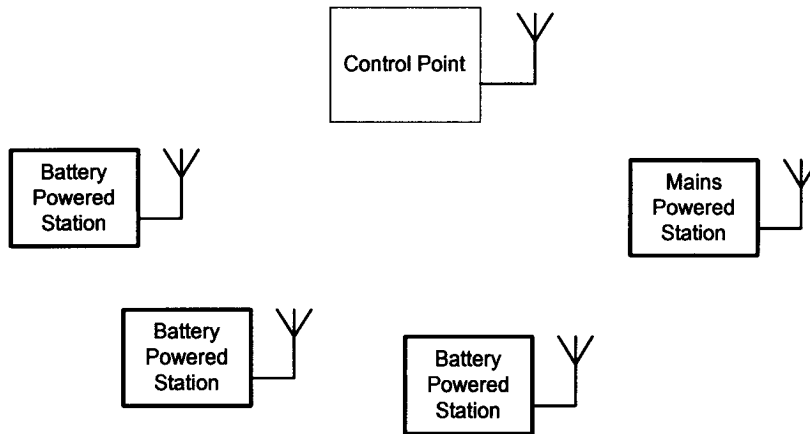 Control Point
Battery
Powered
Station
Mains
Powered
Station
Battery
Powered
Station
Battery
Powered
Station